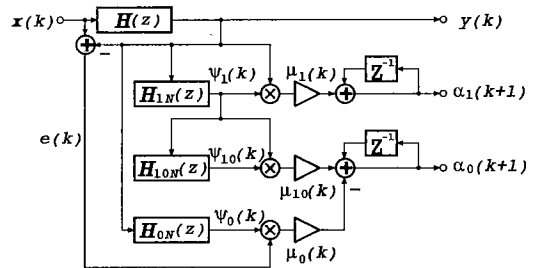 x(k) H(z) y(k)
−
ψ₁(k) μ₁(k) Z⁻¹
H₁N(z) α₁(k+1)
e(k)
ψ₁₀(k) Z⁻¹
H₁₀N(z) μ₁₀(k) α₀(k+1)
−
ψ₀(k)
H₀N(z) μ₀(k)